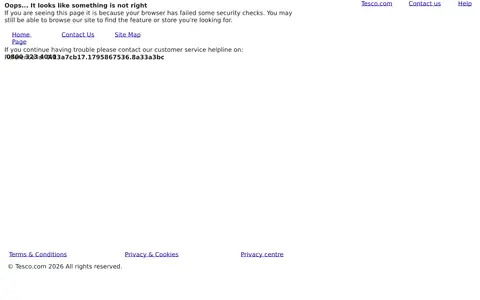 Oops... It looks like something is not right
Tesco.com Contact us Help
If you are seeing this page it is because your browser has failed some security checks. You may
still be able to browse our site to find the feature or store you're looking for.
Home Page Contact Us Site Map
If you continue having trouble please contact our customer service helpline on:
0800 323 4040
Terms & Conditions Privacy & Cookies Privacy centre
© Tesco.com 2026 All rights reserved.